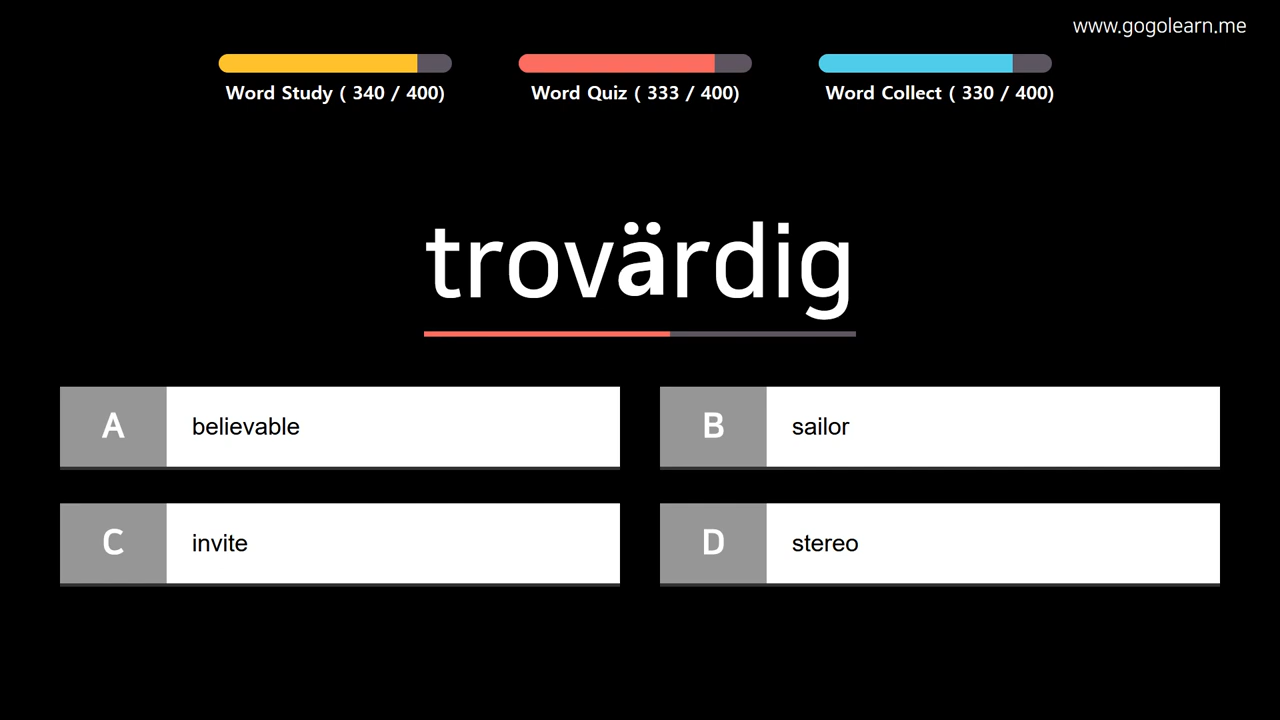 www.gogolearn.me
Word Study ( 340 / 400)
Word Quiz ( 333 / 400)
Word Collect ( 330 / 400)
trovärdig
A believable
B sailor
C invite
D stereo